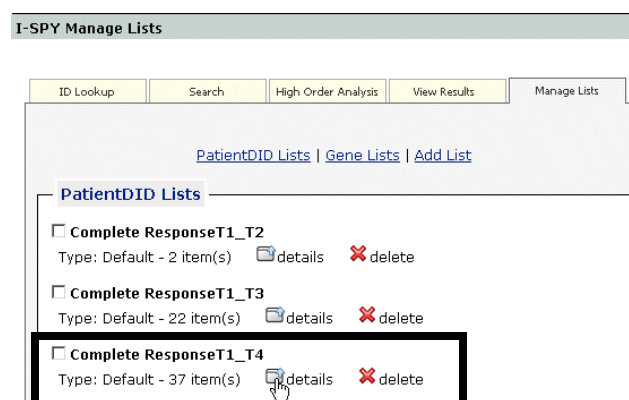 I-SPY Manage Lists
ID Lookup Search High Order Analysis View Results Manage Lists
PatientDID Lists | Gene Lists | Add List
PatientDID Lists
Complete ResponseT1_T2
Type: Default - 2 item(s) details delete
Complete ResponseT1_T3
Type: Default - 22 item(s) details delete
Complete ResponseT1_T4
Type: Default - 37 item(s) details delete